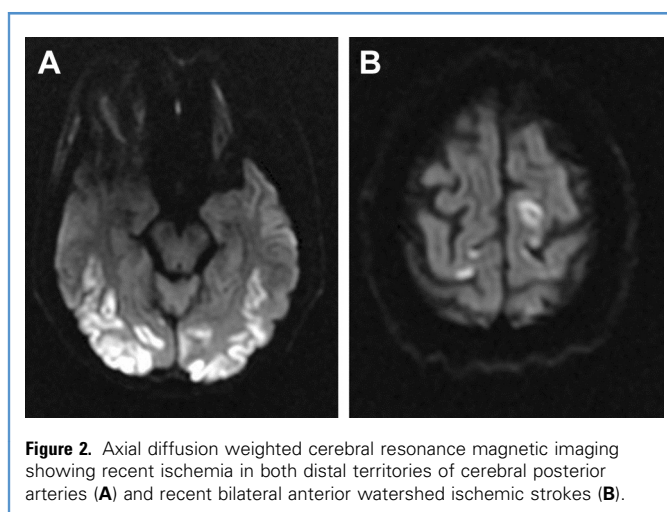 A
B
Figure 2. Axial diffusion weighted cerebral resonance magnetic imaging
showing recent ischemia in both distal territories of cerebral posterior
arteries (A) and recent bilateral anterior watershed ischemic strokes (B).